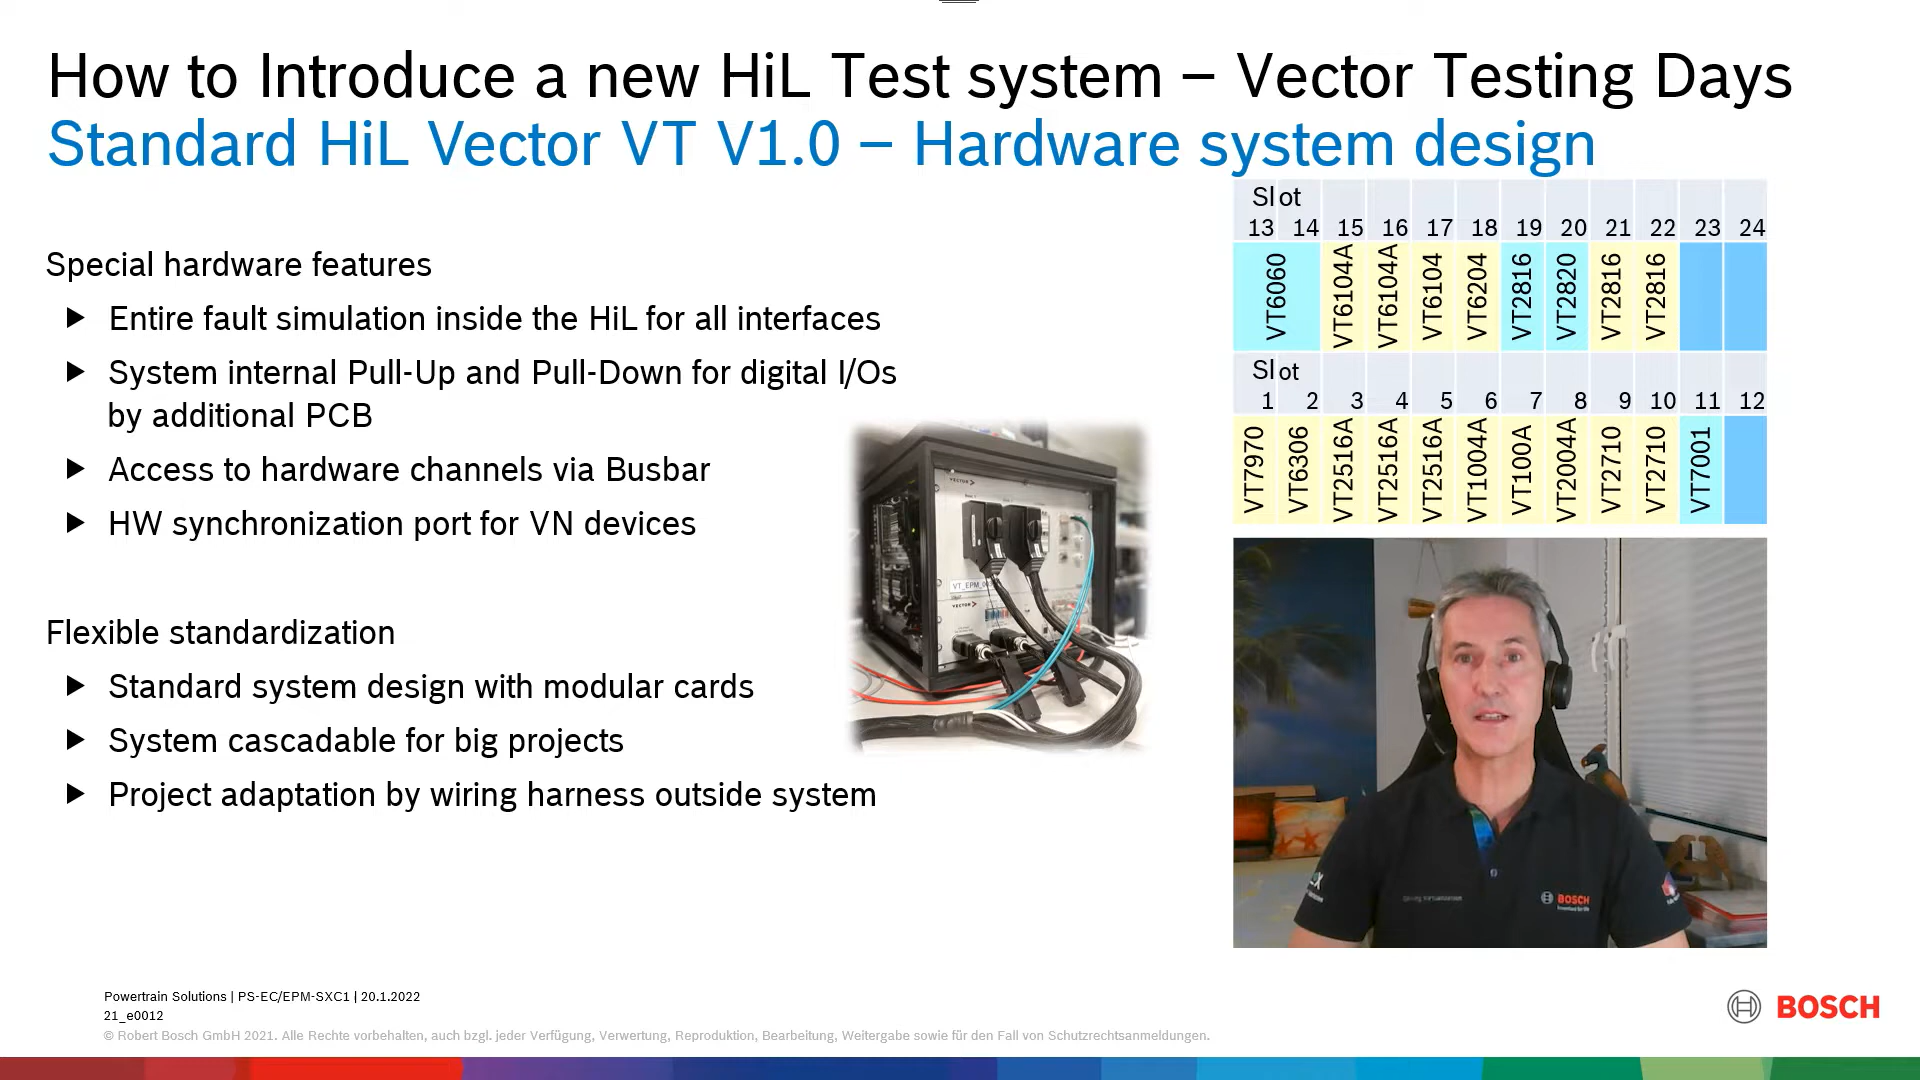 How to Introduce a new HiL Test system – Vector Testing Days
Standard HiL Vector VT V1.0 – Hardware system design
Special hardware features
▶ Entire fault simulation inside the HiL for all interfaces
▶ System internal Pull-Up and Pull-Down for digital I/Os
by additional PCB
▶ Access to hardware channels via Busbar
▶ HW synchronization port for VN devices
Flexible standardization
▶ Standard system design with modular cards
▶ System cascadable for big projects
▶ Project adaptation by wiring harness outside system
Slot
13 14 15 16 17 18 19 20 21 22 23 24
VT6060 VT6104A VT6104A VT6104 VT6204 VT2816 VT2820 VT2816 VT2816
Slot
1 2 3 4 5 6 7 8 9 10 11 12
VT7970 VT6306 VT2516A VT2516A VT2516A VT1004A VT100A VT2004A VT2710 VT2710 VT7001
VECTOR
VECTOR
BOSCH
Powertrain Solutions | PS-EC/EPM-SXC1 | 20.1.2022
21_e0012
© Robert Bosch GmbH 2021. Alle Rechte vorbehalten, auch bzgl. jeder Verfügung, Verwertung, Reproduktion, Bearbeitung, Weitergabe sowie für den Fall von Schutzrechtsanmeldungen.
BOSCH